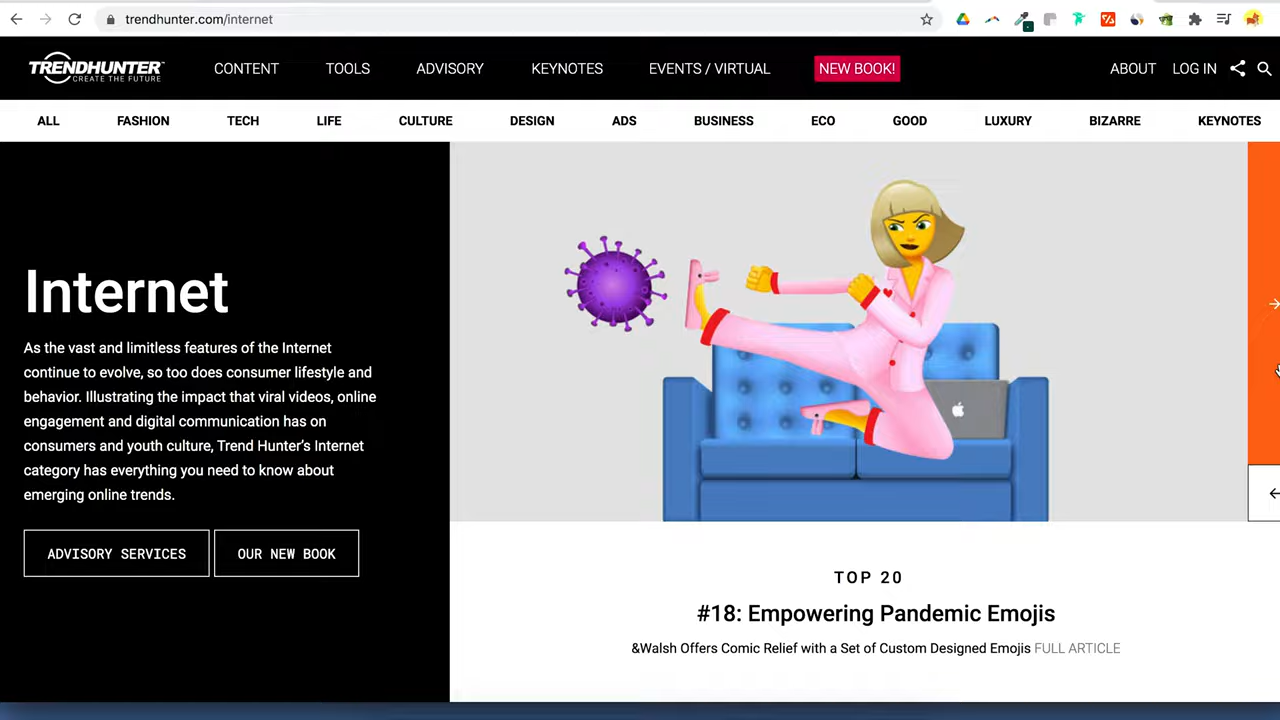 trendhunter.com/internet
TRENDHUNTER
CREATE THE FUTURE
CONTENT TOOLS ADVISORY KEYNOTES EVENTS / VIRTUAL NEW BOOK! ABOUT LOG IN
ALL FASHION TECH LIFE CULTURE DESIGN ADS BUSINESS ECO GOOD LUXURY BIZARRE KEYNOTES
Internet
As the vast and limitless features of the Internet
continue to evolve, so too does consumer lifestyle and
behavior. Illustrating the impact that viral videos, online
engagement and digital communication has on
consumers and youth culture, Trend Hunter's Internet
category has everything you need to know about
emerging online trends.
ADVISORY SERVICES OUR NEW BOOK
TOP 20
#18: Empowering Pandemic Emojis
&Walsh Offers Comic Relief with a Set of Custom Designed Emojis FULL ARTICLE